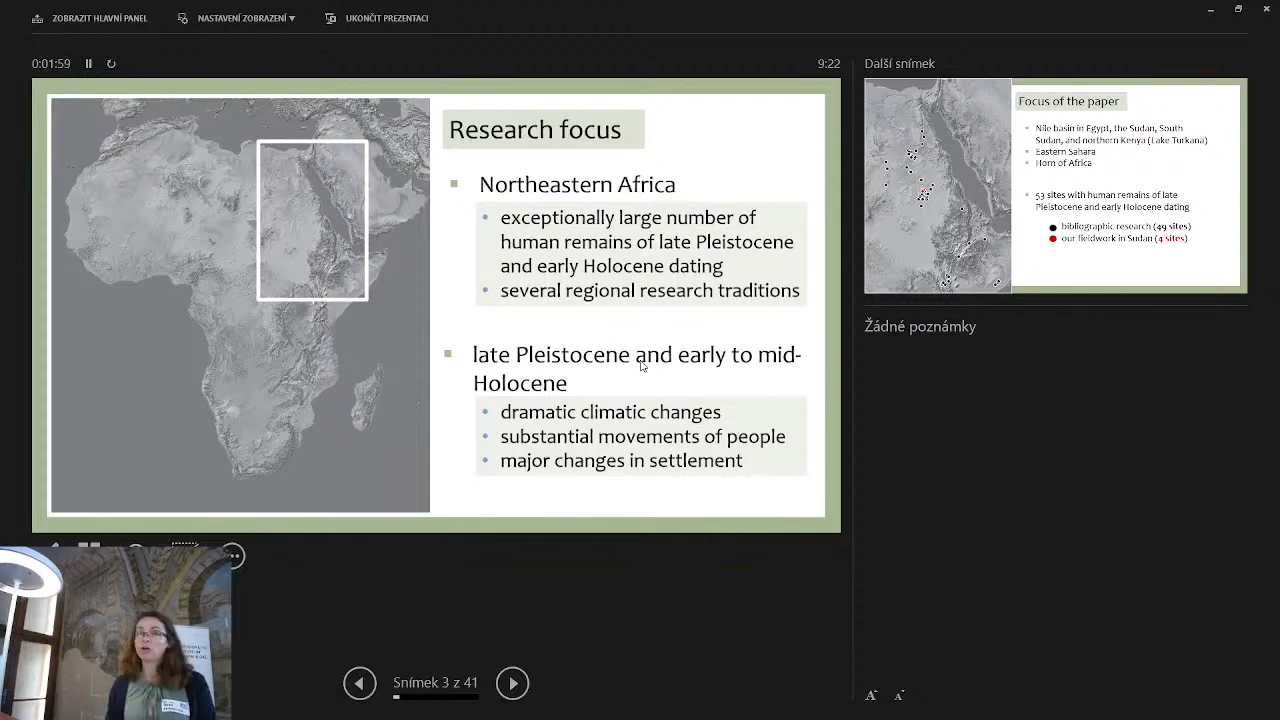 ZOBRAZIT HLAVNÍ PANEL
NASTAVENÍ ZOBRAZENÍ ▼
UKONČIT PREZENTACI
0:01:59
9:22
Research focus
Northeastern Africa
exceptionally large number of
human remains of late Pleistocene
and early Holocene dating
several regional research traditions
late Pleistocene and early to mid-
Holocene
dramatic climatic changes
substantial movements of people
major changes in settlement
Další snímek
Focus of the paper
Nile basin in Egypt, the Sudan, South
Sudan, and northern Kenya (Lake Turkana)
Eastern Sahara
Horn of Africa
53 sites with human remains of late
Pleistocene and early Holocene dating
bibliographic research (49 sites)
our fieldwork in Sudan (4 sites)
Žádné poznámky
Snímek 3 z 41
A A